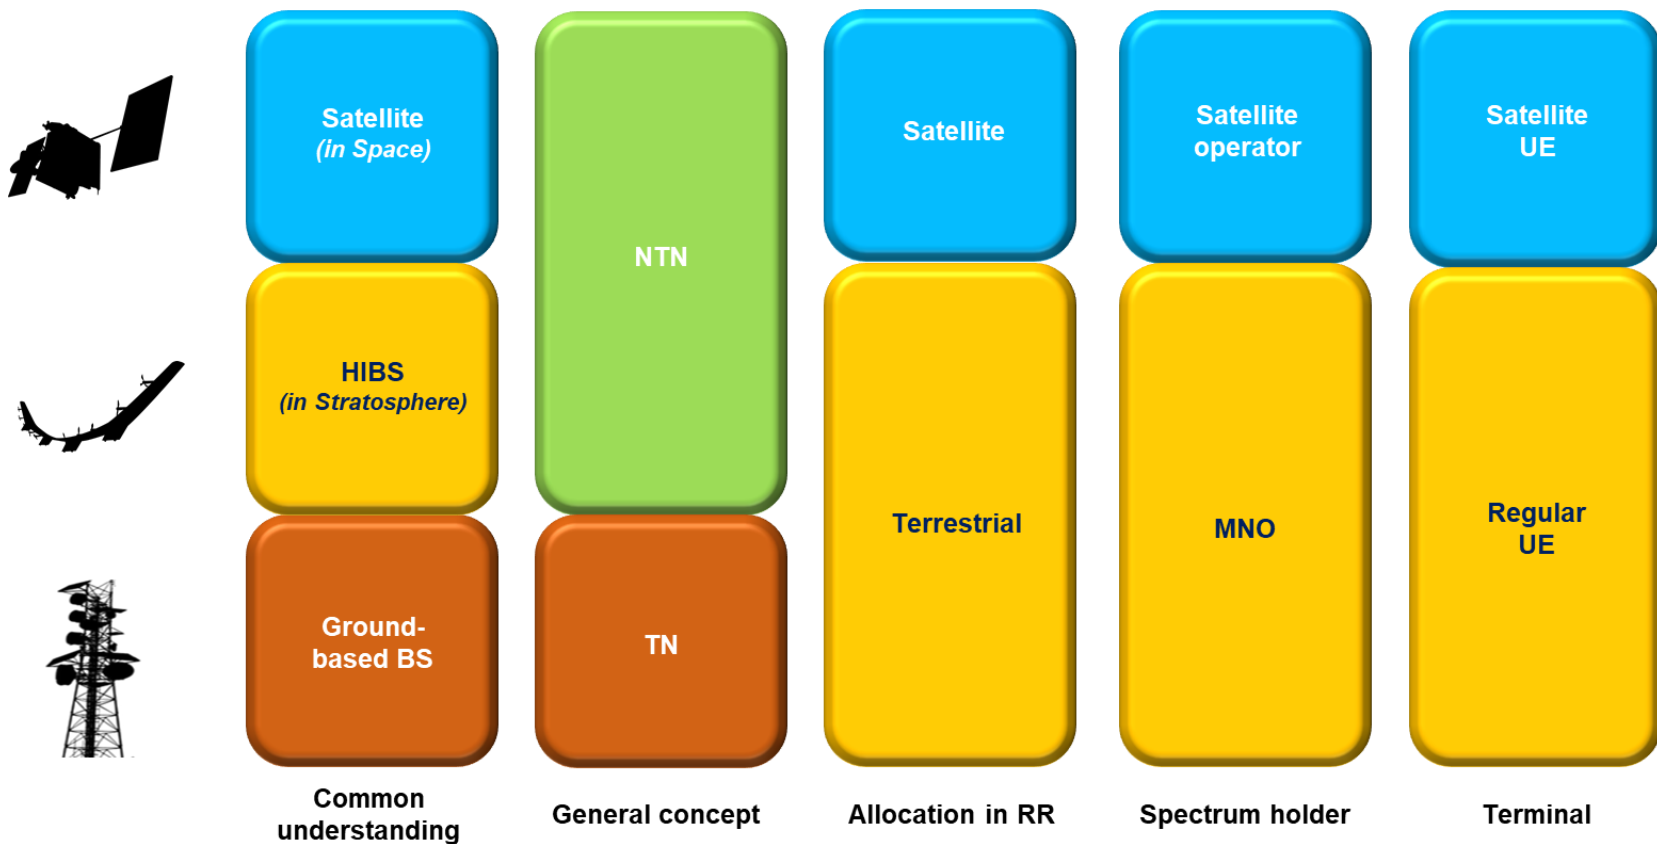 Satellite
(in Space)
NTN
Satellite
Satellite
operator
Satellite
UE
HIBS
(in Stratosphere)
Terrestrial
MNO
Regular
UE
Ground-
based BS
TN
Common
understanding
General concept
Allocation in RR
Spectrum holder
Terminal